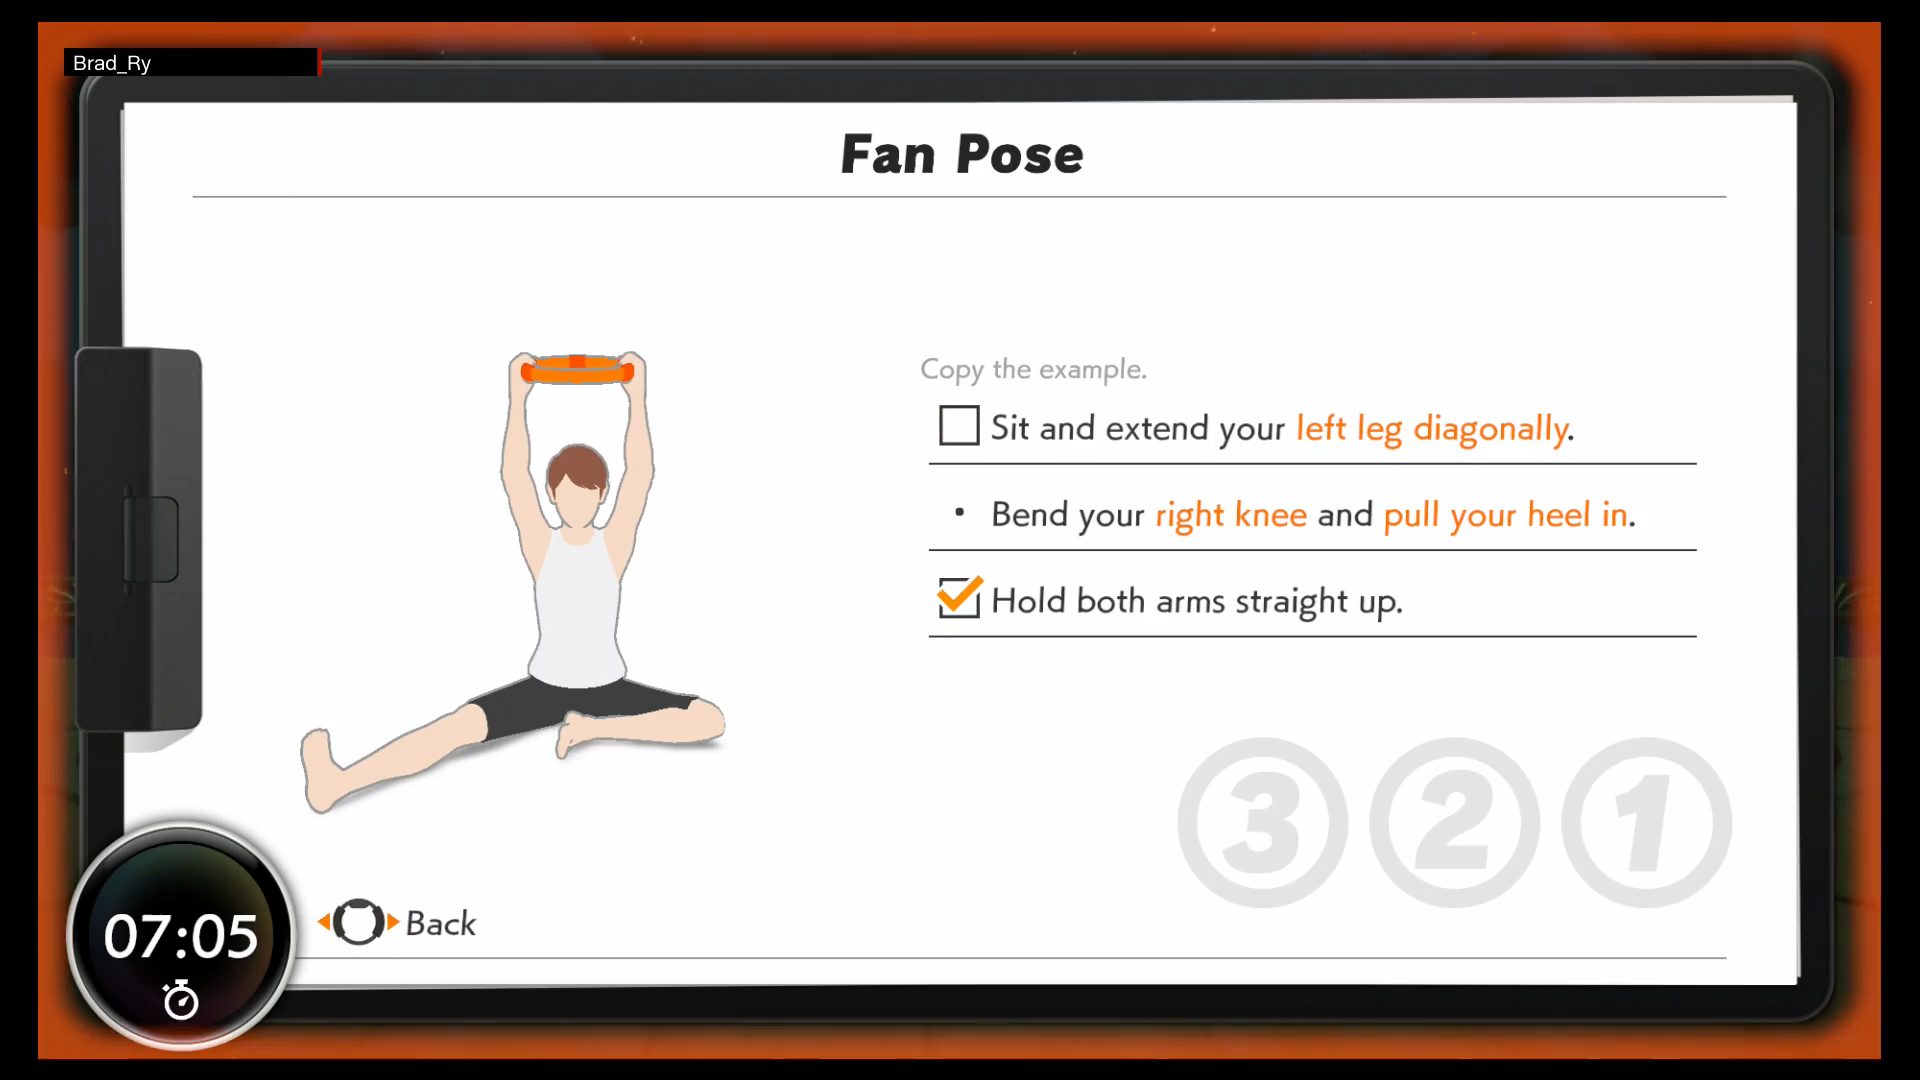 Brad_Ry
Fan Pose
Copy the example.
Sit and extend your left leg diagonally.
• Bend your right knee and pull your heel in.
Hold both arms straight up.
3 2 1
Back
07:05